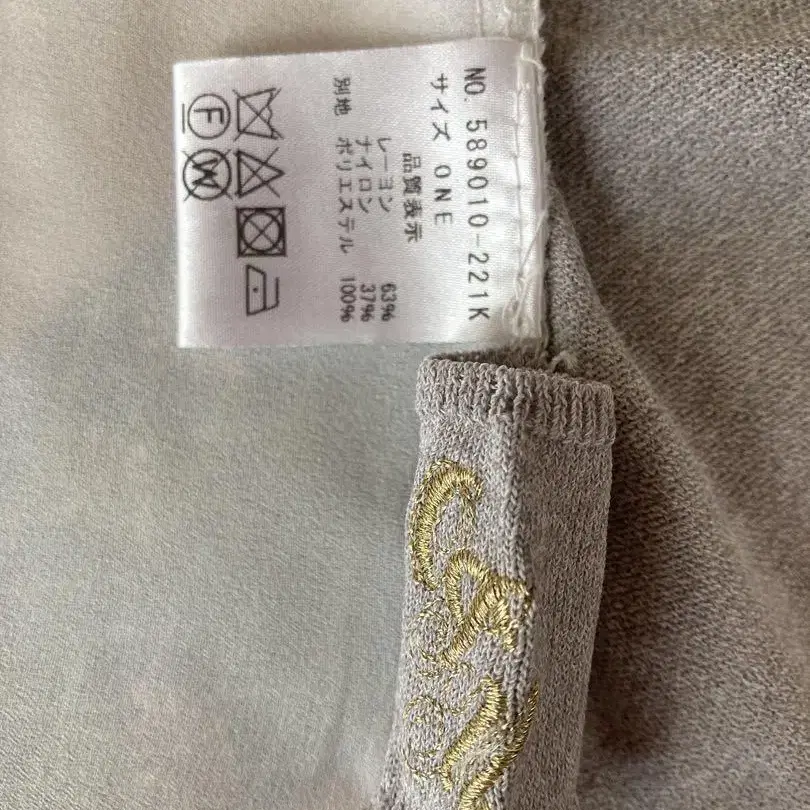 NO. 589010-221K
サイズ ONE
品質表示
レーヨン 63%
ナイロン 37%
別地 ポリエステル 100%
F
W